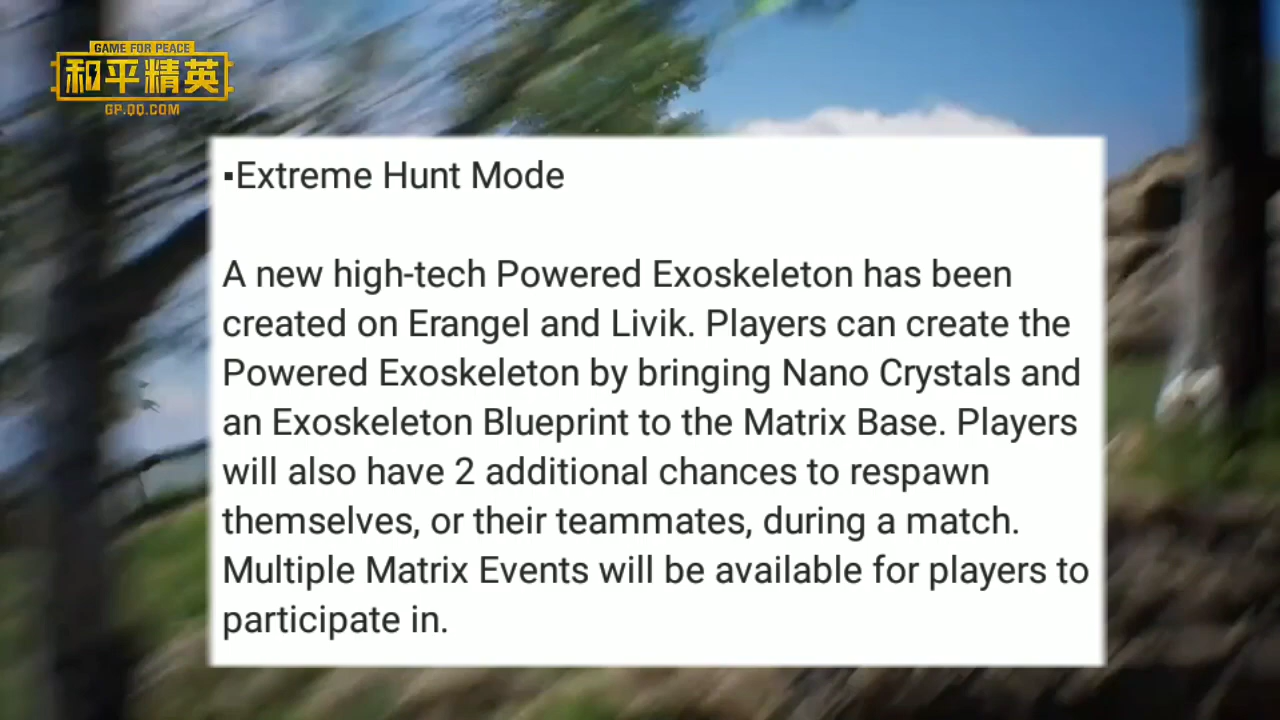 GAME FOR PEACE
和平精英
GP.QQ.COM
▪Extreme Hunt Mode
A new high-tech Powered Exoskeleton has been
created on Erangel and Livik. Players can create the
Powered Exoskeleton by bringing Nano Crystals and
an Exoskeleton Blueprint to the Matrix Base. Players
will also have 2 additional chances to respawn
themselves, or their teammates, during a match.
Multiple Matrix Events will be available for players to
participate in.